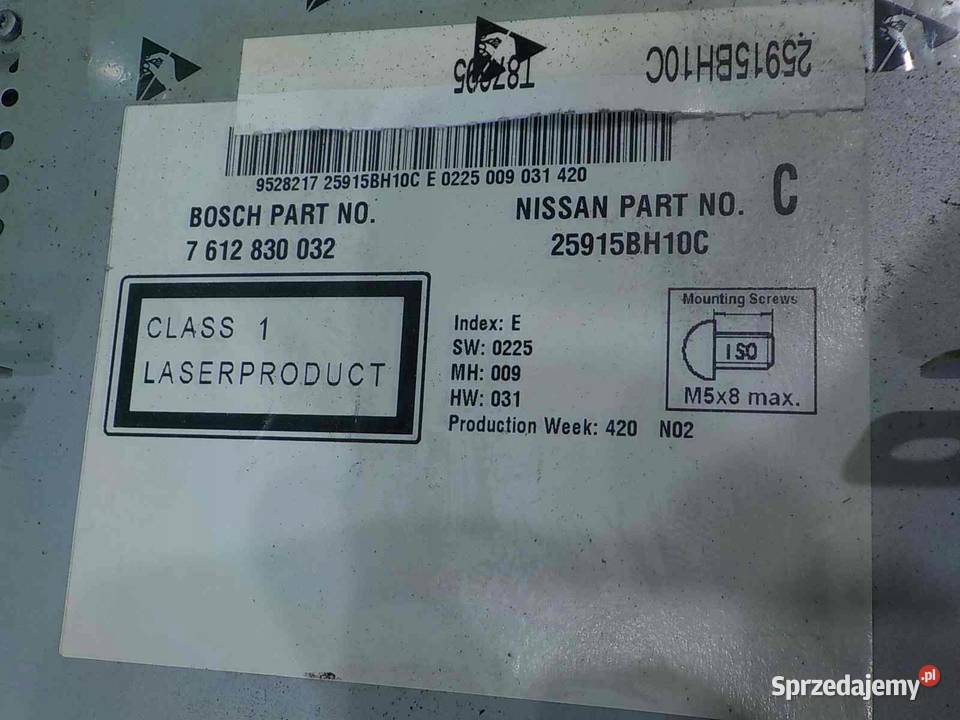 25915BH10C
9528217 25915BH10C E 0225 009 031 420
BOSCH PART NO.
7 612 830 032
NISSAN PART NO. C
25915BH10C
CLASS 1
LASERPRODUCT
Index: E
SW: 0225
MH: 009
HW: 031
Production Week: 420 N02
Mounting Screws
ISO
M5x8 max.
Sprzedajemy.pl